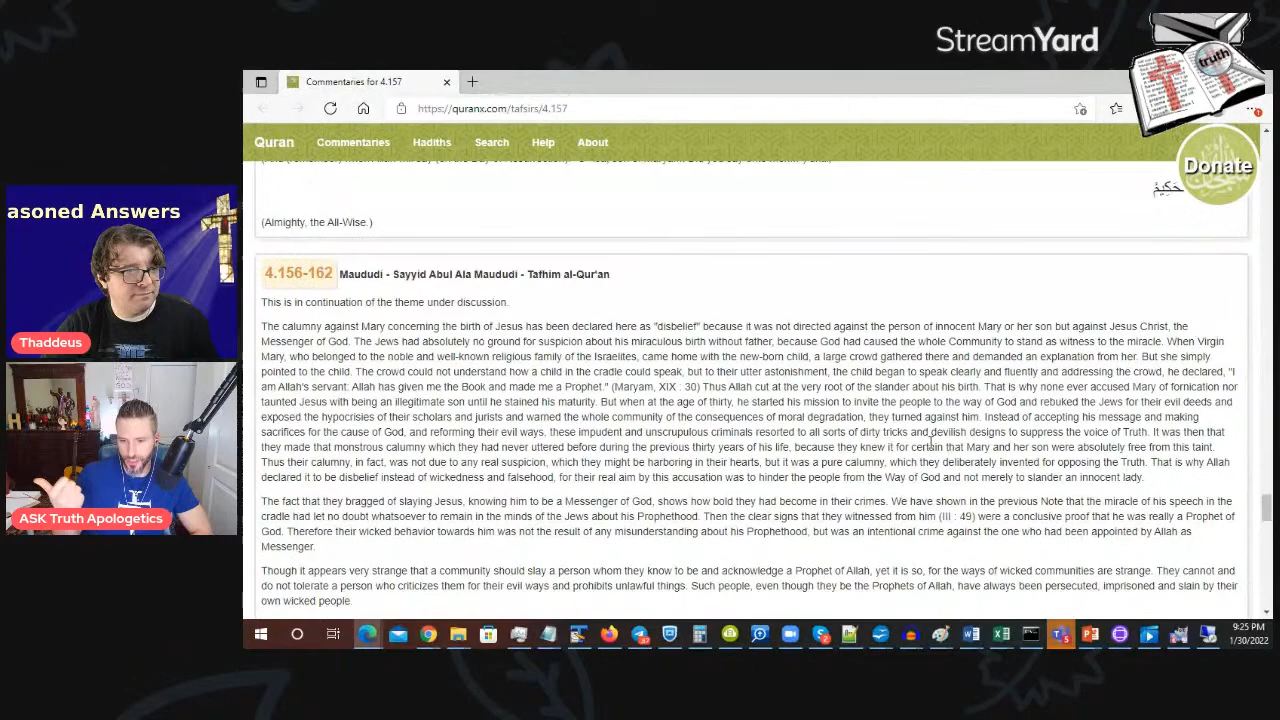 StreamYard
truth
Commentaries for 4.157
https://quranx.com/tafsirs/4.157
Quran Commentaries Hadiths Search Help About
Donate
حَكِيمٌ
(Almighty, the All-Wise.)
4.156-162 Maududi - Sayyid Abul Ala Maududi - Tafhim al-Qur'an
This is in continuation of the theme under discussion.
The calumny against Mary concerning the birth of Jesus has been declared here as "disbelief" because it was not directed against the person of innocent Mary or her son but against Jesus Christ, the
Messenger of God. The Jews had absolutely no ground for suspicion about his miraculous birth without father, because God had caused the whole Community to stand as witness to the miracle. When Virgin
Mary, who belonged to the noble and well-known religious family of the Israelites, came home with the new-born child, a large crowd gathered there and demanded an explanation from her. But she simply
pointed to the child. The crowd could not understand how a child in the cradle could speak, but to their utter astonishment, the child began to speak clearly and fluently and addressing the crowd, he declared, "I
am Allah's servant: Allah has given me the Book and made me a Prophet." (Maryam, XIX : 30) Thus Allah cut at the very root of the slander about his birth. That is why none ever accused Mary of fornication nor
taunted Jesus with being an illegitimate son until he stained his maturity. But when at the age of thirty, he started his mission to invite the people to the way of God and rebuked the Jews for their evil deeds and
exposed the hypocrisies of their scholars and jurists and warned the whole community of the consequences of moral degradation, they turned against him. Instead of accepting his message and making
sacrifices for the cause of God, and reforming their evil ways, these impudent and unscrupulous criminals resorted to all sorts of dirty tricks and devilish designs to suppress the voice of Truth. It was then that
they made that monstrous calumny which they had never uttered before during the previous thirty years of his life, because they knew it for certain that Mary and her son were absolutely free from this taint.
Thus their calumny, in fact, was not due to any real suspicion, which they might be harboring in their hearts, but it was a pure calumny, which they deliberately invented for opposing the Truth. That is why Allah
declared it to be disbelief instead of wickedness and falsehood, for their real aim by this accusation was to hinder the people from the Way of God and not merely to slander an innocent lady.
The fact that they bragged of slaying Jesus, knowing him to be a Messenger of God, shows how bold they had become in their crimes. We have shown in the previous Note that the miracle of his speech in the
cradle had let no doubt whatsoever to remain in the minds of the Jews about his Prophethood. Then the clear signs that they witnessed from him (III : 49) were a conclusive proof that he was really a Prophet of
God. Therefore their wicked behavior towards him was not the result of any misunderstanding about his Prophethood, but was an intentional crime against the one who had been appointed by Allah as
Messenger.
Though it appears very strange that a community should slay a person whom they know to be and acknowledge a Prophet of Allah, yet it is so, for the ways of wicked communities are strange. They cannot and
do not tolerate a person who criticizes them for their evil ways and prohibits unlawful things. Such people, even though they be the Prophets of Allah, have always been persecuted, imprisoned and slain by their
own wicked people.
asoned Answers
Thaddeus
ASK Truth Apologetics
9:25 PM
1/30/2022